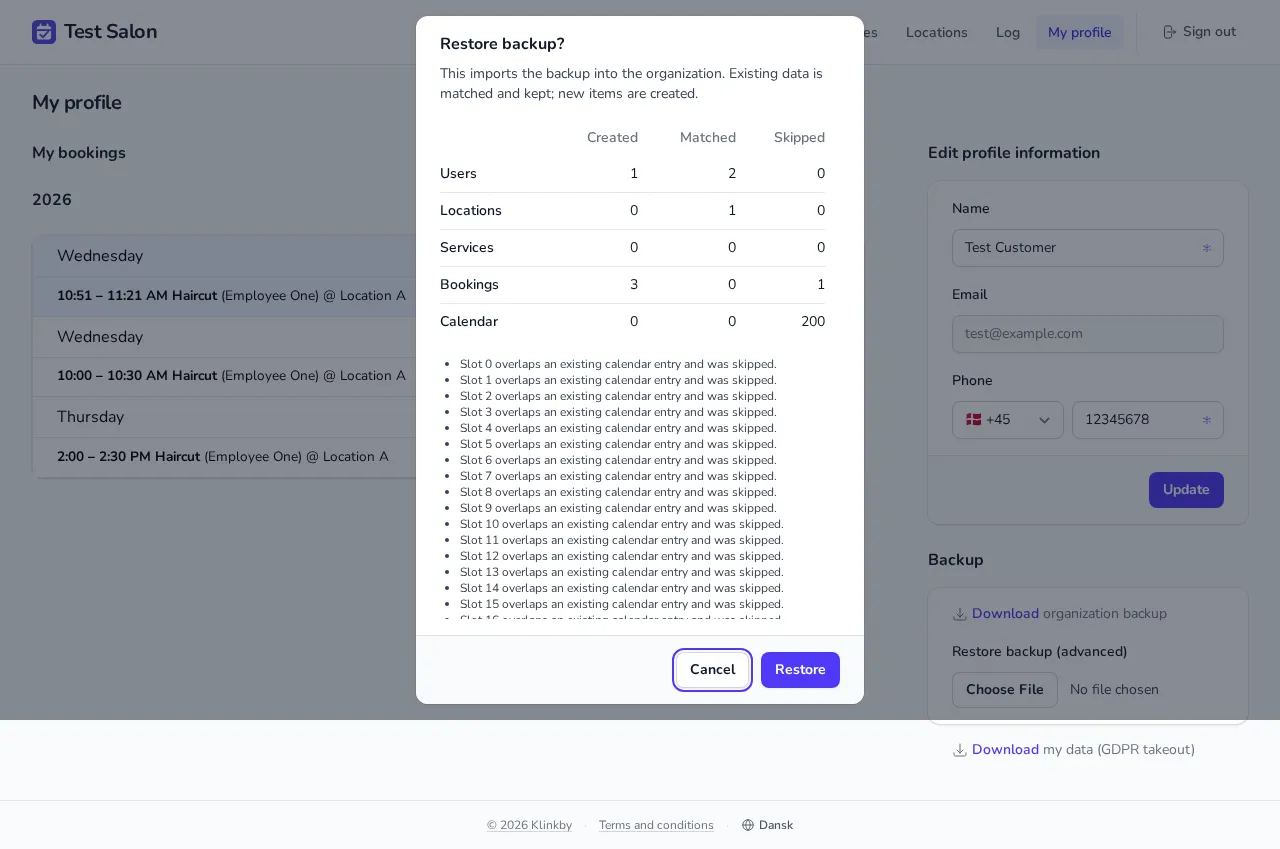 Test Salon
es
Locations
Log
My profile
Sign out
My profile
My bookings
2026
Wednesday
10:51 – 11:21 AM Haircut (Employee One) @ Location A
Wednesday
10:00 – 10:30 AM Haircut (Employee One) @ Location A
Thursday
2:00 – 2:30 PM Haircut (Employee One) @ Location A
Restore backup?
This imports the backup into the organization. Existing data is
matched and kept; new items are created.
Created Matched Skipped
Users 1 2 0
Locations 0 1 0
Services 0 0 0
Bookings 3 0 1
Calendar 0 0 200
• Slot 0 overlaps an existing calendar entry and was skipped.
• Slot 1 overlaps an existing calendar entry and was skipped.
• Slot 2 overlaps an existing calendar entry and was skipped.
• Slot 3 overlaps an existing calendar entry and was skipped.
• Slot 4 overlaps an existing calendar entry and was skipped.
• Slot 5 overlaps an existing calendar entry and was skipped.
• Slot 6 overlaps an existing calendar entry and was skipped.
• Slot 7 overlaps an existing calendar entry and was skipped.
• Slot 8 overlaps an existing calendar entry and was skipped.
• Slot 9 overlaps an existing calendar entry and was skipped.
• Slot 10 overlaps an existing calendar entry and was skipped.
• Slot 11 overlaps an existing calendar entry and was skipped.
• Slot 12 overlaps an existing calendar entry and was skipped.
• Slot 13 overlaps an existing calendar entry and was skipped.
• Slot 14 overlaps an existing calendar entry and was skipped.
• Slot 15 overlaps an existing calendar entry and was skipped.
• Slot 16 overlaps an existing calendar entry and was skipped.
Cancel
Restore
Edit profile information
Name
Test Customer *
Email
test@example.com
Phone
+45
12345678 *
Update
Backup
Download organization backup
Restore backup (advanced)
Choose File No file chosen
Download my data (GDPR takeout)
© 2026 Klinkby · Terms and conditions · Dansk